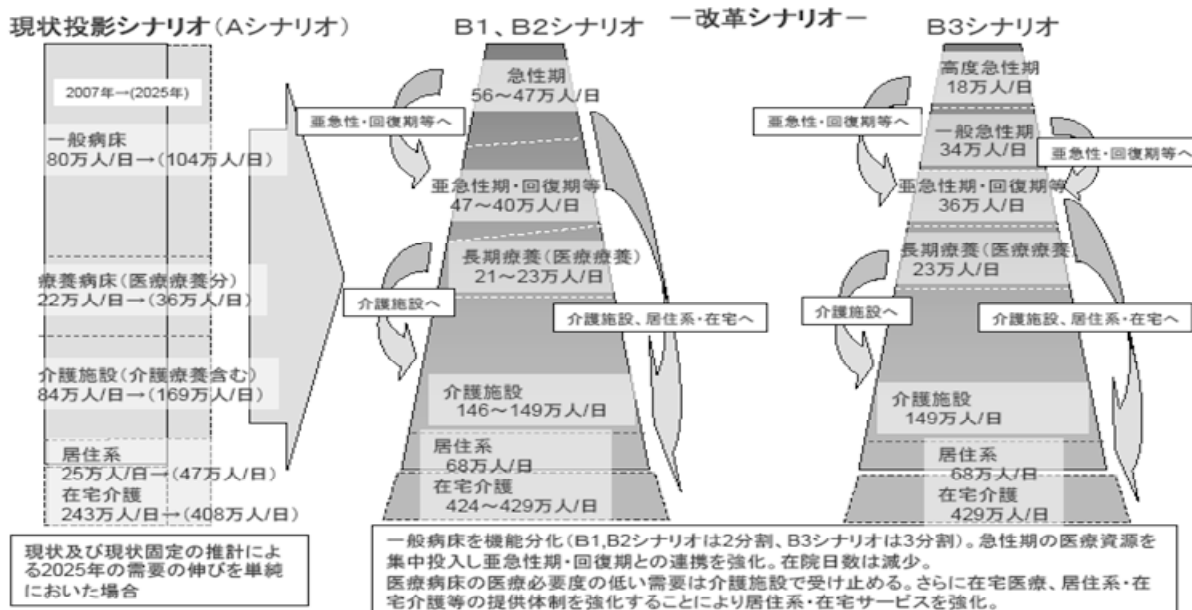 現状投影シナリオ(Aシナリオ)
2007年→(2025年)
一般病床
80万人/日→(104万人/日)
療養病床(医療療養分)
22万人/日→(36万人/日)
介護施設(介護療養含む)
84万人/日→(169万人/日)
居住系
25万人/日→(47万人/日)
在宅介護
243万人/日→(408万人/日)
現状及び現状固定の推計によ
る2025年の需要の伸びを単純
においた場合
－改革シナリオ－
B1、B2シナリオ
急性期
56～47万人/日
亜急性・回復期等へ
亜急性期・回復期等
47～40万人/日
長期療養(医療療養)
21～23万人/日
介護施設へ
介護施設、居住系・在宅へ
介護施設
146～149万人/日
居住系
68万人/日
在宅介護
424～429万人/日
B3シナリオ
高度急性期
18万人/日
亜急性・回復期等へ
一般急性期
34万人/日
亜急性・回復期等へ
亜急性期・回復期等
36万人/日
長期療養(医療療養)
23万人/日
介護施設へ
介護施設、居住系・在宅へ
介護施設
149万人/日
居住系
68万人/日
在宅介護
429万人/日
一般病床を機能分化(B1,B2シナリオは2分割、B3シナリオは3分割)。急性期の医療資源を
集中投入し亜急性期・回復期との連携を強化。在院日数は減少。
医療病床の医療必要度の低い需要は介護施設で受け止める。さらに在宅医療、居住系・在
宅介護等の提供体制を強化することにより居住系・在宅サービスを強化。